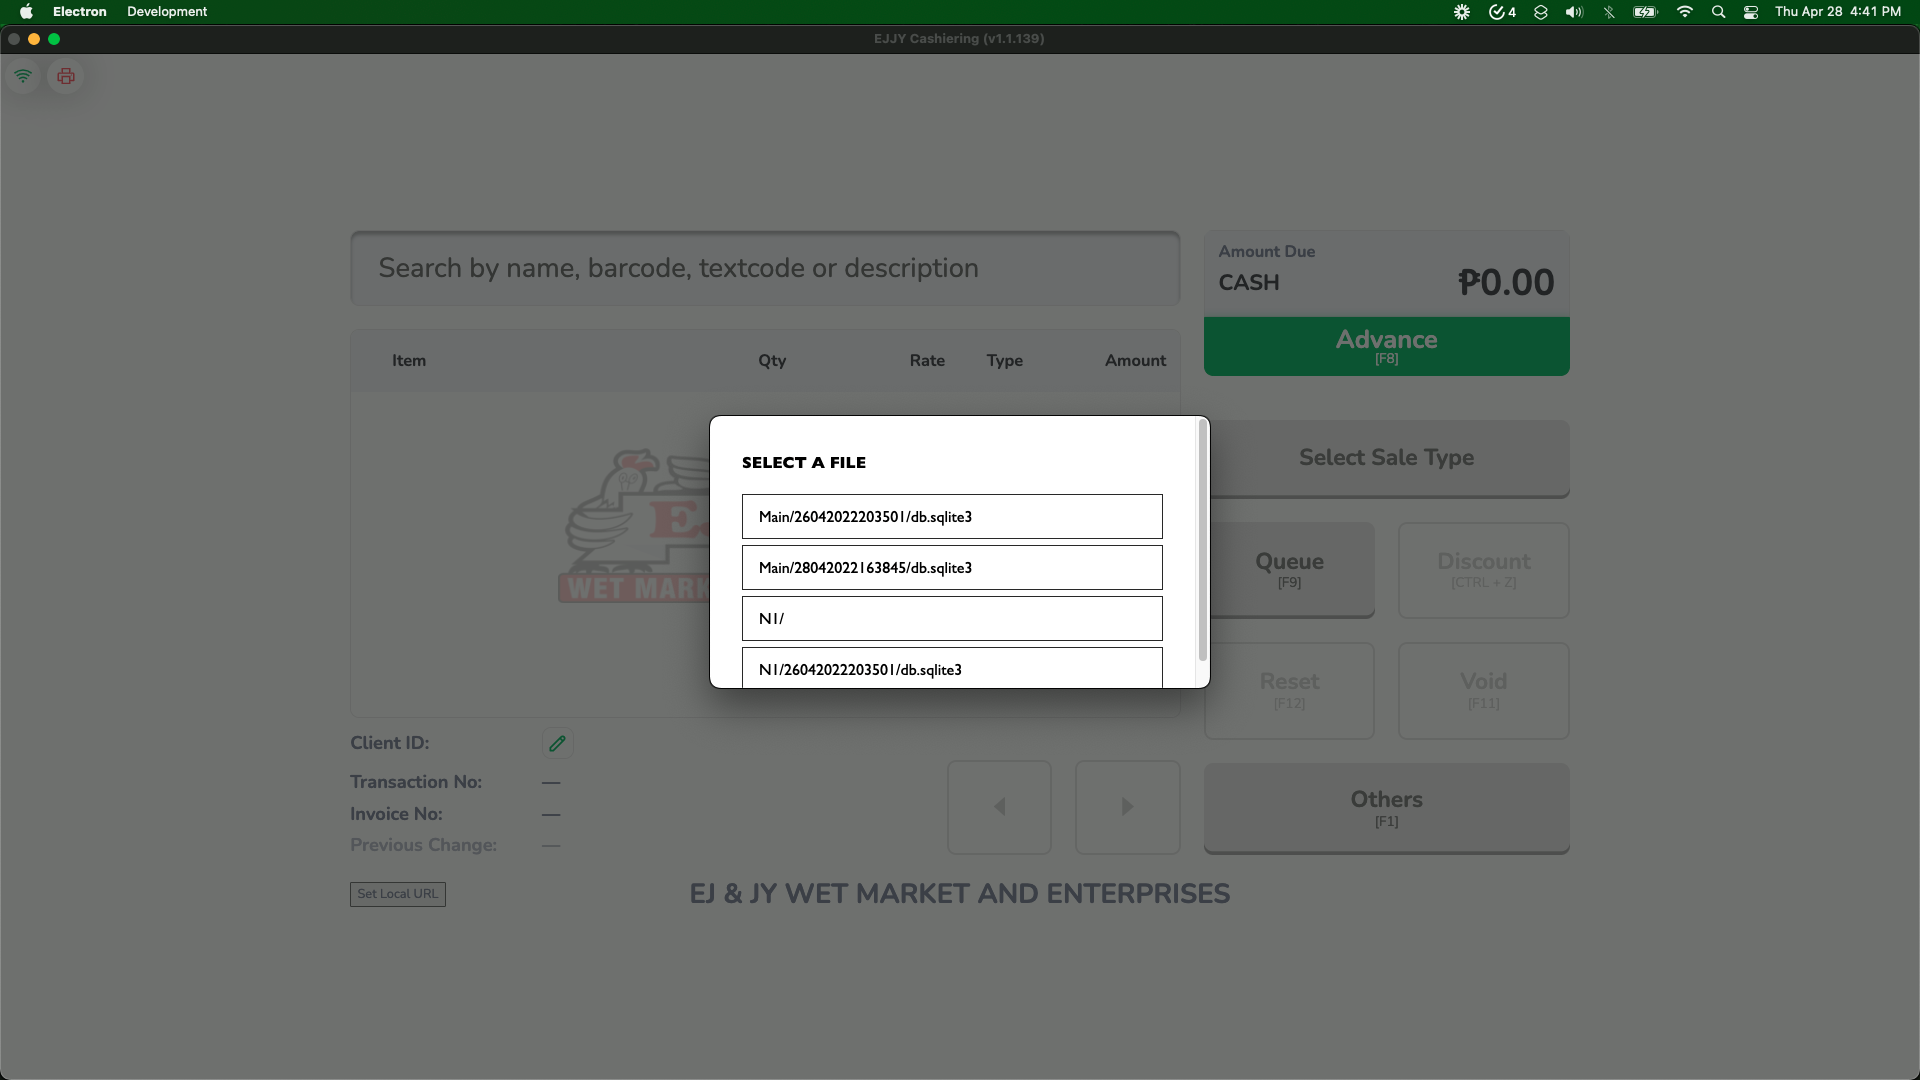 Electron Development
4
Thu Apr 28 4:41 PM
EJJY Cashiering (v1.1.139)
Search by name, barcode, textcode or description
Amount Due
CASH ₱0.00
Advance
[F8]
Item Qty Rate Type Amount
Select Sale Type
SELECT A FILE
Main/26042022203501/db.sqlite3
Main/28042022163845/db.sqlite3
N1/
N1/26042022203501/db.sqlite3
WET MARK
Queue
[F9]
Discount
[CTRL + Z]
Reset
[F12]
Void
[F11]
Client ID:
Transaction No: —
Invoice No: —
Previous Change: —
Others
[F1]
Set Local URL
EJ & JY WET MARKET AND ENTERPRISES